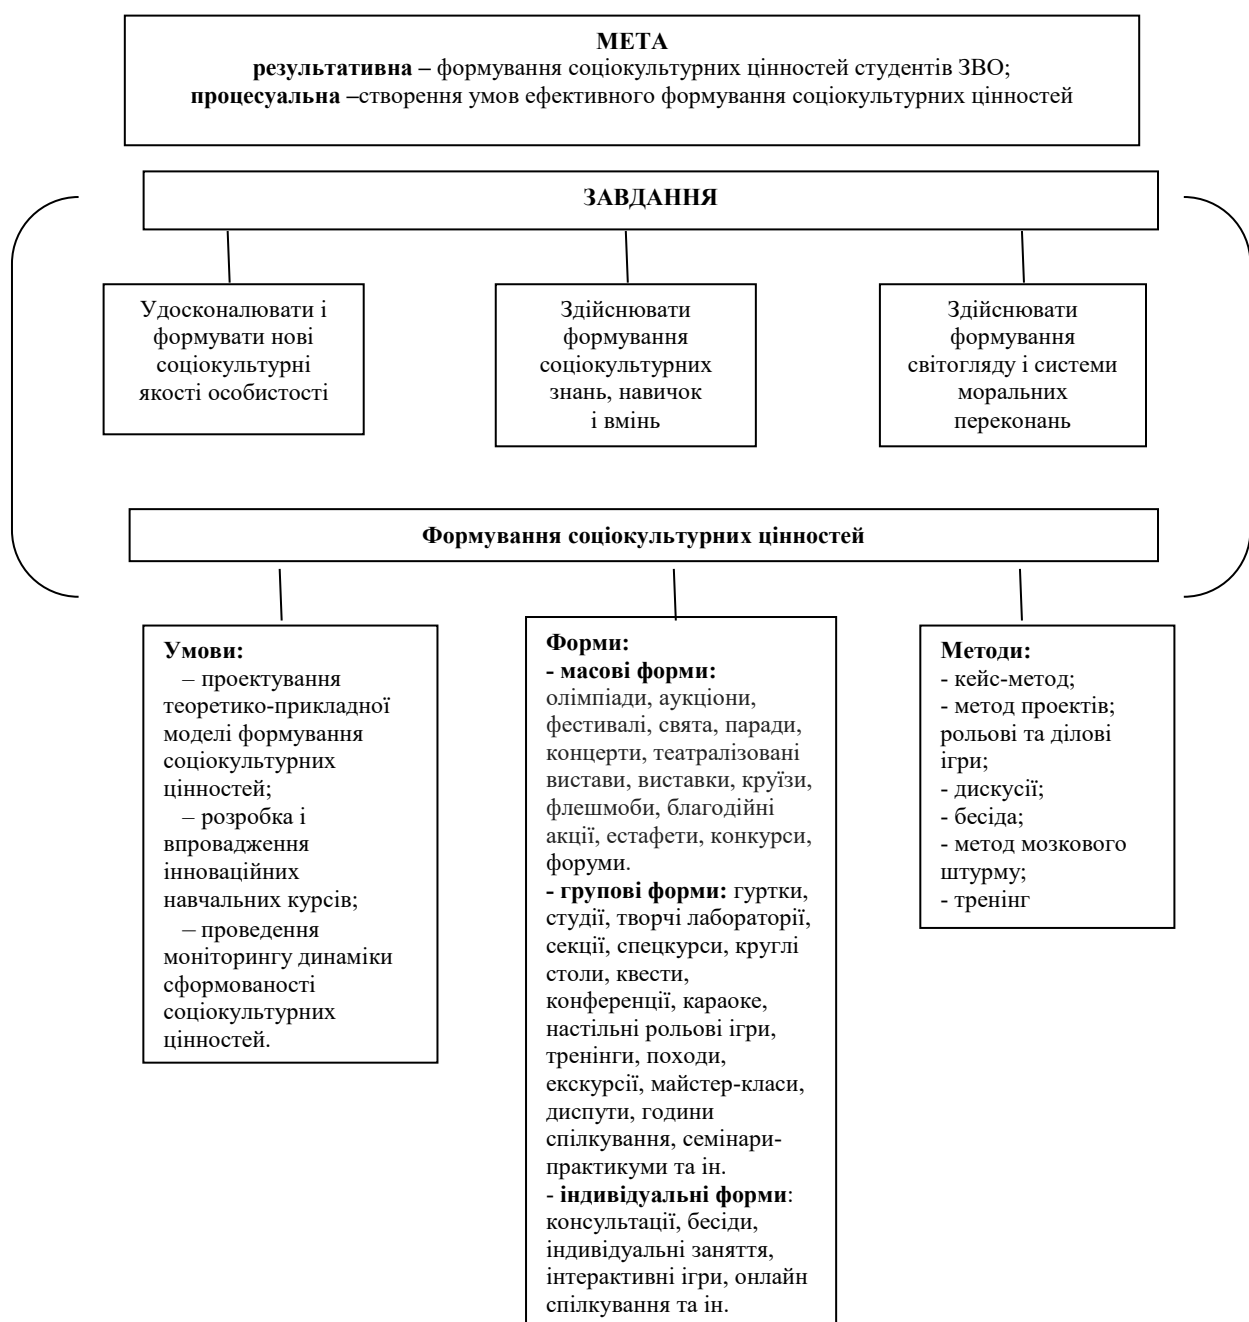 МЕТА
результативна – формування соціокультурних цінностей студентів ЗВО;
процесуальна –створення умов ефективного формування соціокультурних цінностей
ЗАВДАННЯ
Удосконалювати і
формувати нові
соціокультурні
якості особистості
Здійснювати
формування
соціокультурних
знань, навичок
і вмінь
Здійснювати
формування
світогляду і системи
моральних
переконань
Формування соціокультурних цінностей
Умови:
– проектування
теоретико-прикладної
моделі формування
соціокультурних
цінностей;
– розробка і
впровадження
інноваційних
навчальних курсів;
– проведення
моніторингу динаміки
сформованості
соціокультурних
цінностей.
Форми:
- масові форми:
олімпіади, аукціони,
фестивалі, свята, паради,
концерти, театралізовані
вистави, виставки, круїзи,
флешмоби, благодійні
акції, естафети, конкурси,
форуми.
- групові форми: гуртки,
студії, творчі лабораторії,
секції, спецкурси, круглі
столи, квести,
конференції, караоке,
настільні рольові ігри,
тренінги, походи,
екскурсії, майстер-класи,
диспути, години
спілкування, семінари-
практикуми та ін.
- індивідуальні форми:
консультації, бесіди,
індивідуальні заняття,
інтерактивні ігри, онлайн
спілкування та ін.
Методи:
- кейс-метод;
- метод проектів;
рольові та ділові
ігри;
- дискусії;
- бесіда;
- метод мозкового
штурму;
- тренінг